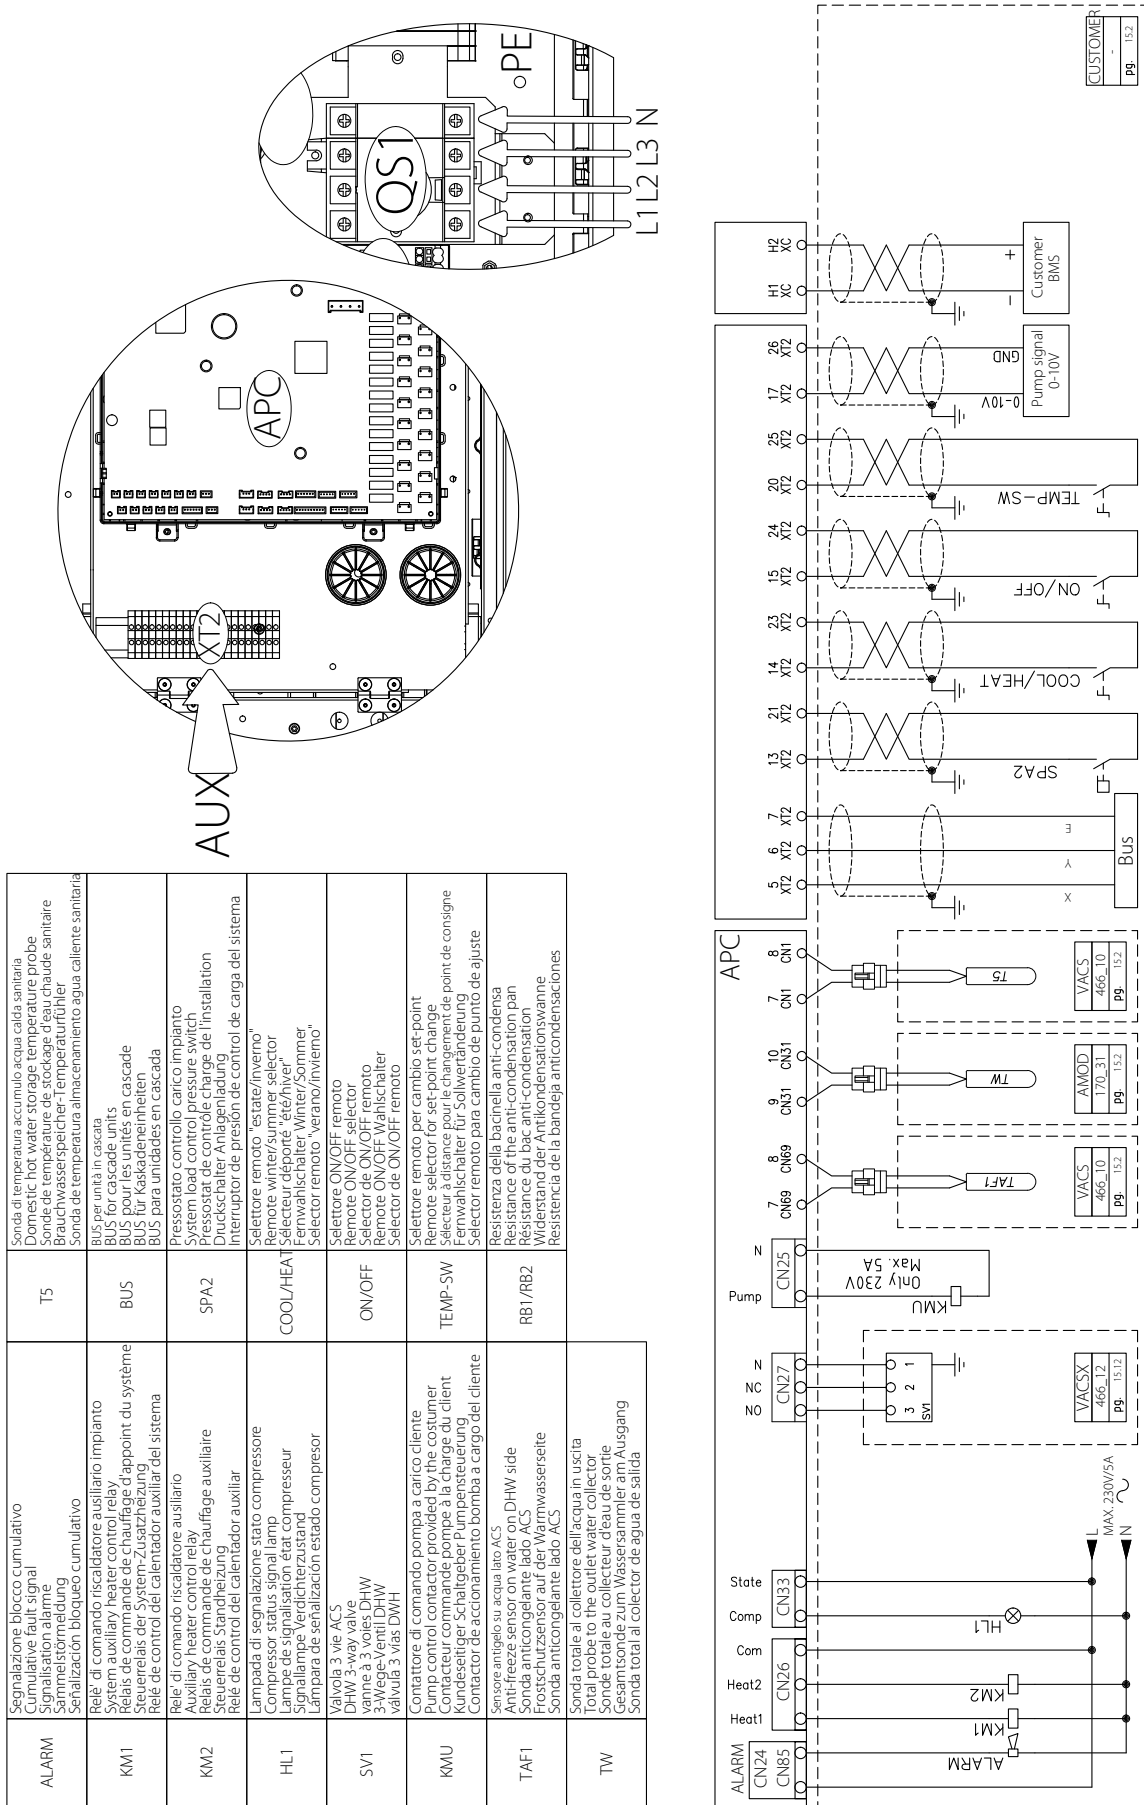 ALARM
Segnalazione blocco cumulativo
Cumulative fault signal
Signalisation alarme
Sammelstörmeldung
Señalización bloqueo cumulativo
KM1
Relè' di comando riscaldatore ausiliario impianto
System auxiliary heater control relay
Relais de commande de chauffage d'appoint du système
Steuerrelais der System-Zusatzheizung
Relé de control del calentador auxiliar del sistema
KM2
Rele' di comando riscaldatore ausiliario
Auxiliary heater control relay
Relais de commande de chauffage auxiliaire
Steuerrelais Standheizung
Relé de control del calentador auxiliar
HL1
Lampada di segnalazione stato compressore
Compressor status signal lamp
Lampe de signalisation état compresseur
Signallampe Verdichterzustand
Lámpara de señalización estado compresor
SV1
Valvola 3 vie ACS
DHW 3-way valve
vanne à 3 voies DHW
3-Wege-Ventil DHW
válvula 3 vias DWH
KMU
Contattore di comando pompa a carico cliente
Pump control contactor provided by the costumer
Contacteur commande pompe à la charge du client
Kundeseitiger Schaltgeber Pumpensteuerung
Contactor de accionamiento bomba a cargo del cliente
TAF1
Sensore antigelo su acqua lato ACS
Anti-freeze sensor on water on DHW side
Sonda anticongelante lado ACS
Frostschutzsensor auf der Warmwasserseite
Sonda anticongelante lado ACS
TW
Sonda totale al collettore dell'acqua in uscita
Total probe to the outlet water collector
Sonde totale au collecteur d'eau de sortie
Gesamtsonde zum Wassersammler am Ausgang
Sonda total al colector de agua de salida
T5
Sonda di temperatura accumulo acqua calda sanitaria
Domestic hot water storage temperature probe
Sonde de température de stockage d'eau chaude sanitaire
Brauchwasserspeicher-Temperaturfühler
Sonda de temperatura almacenamiento agua caliente sanitaria
BUS
BUS per unità in cascata
BUS for cascade units
BUS pour les unités en cascade
BUS für Kaskadeneinheiten
BUS para unidades en cascada
SPA2
Pressostato controllo carico impianto
System load control pressure switch
Pressostat de contrôle charge de l'installation
Druckschalter Anlagenladung
Interruptor de presión de control de carga del sistema
COOL/HEAT
Selettore remoto "estate/inverno"
Remote winter/summer selector
Sélecteur déporté "été/hiver"
Fernwahlschalter Winter/Sommer
Selector remoto "verano/invierno"
ON/OFF
Selettore ON/OFF remoto
Remote ON/OFF selector
Selector de ON/OFF remoto
Remote ON/OFF Wahlschalter
Selector de ON/OFF remoto
TEMP-SW
Selettore remoto per cambio set-point
Remote selector for set-point change
Sélecteur à distance pour le changement de point de consigne
Fernwahlschalter für Sollwertänderung
Selector remoto para cambio de punto de ajuste
RB1/RB2
Resistenza della bacinella anti-condensa
Resistance of the anti-condensation pan
Résistance du bac anti-condensation
Widerstand der Antikondensationswanne
Resistencia de la bandeja anticondensaciones
AUX
XT2
APC
QS1
PE
L1 L2 L3 N
ALARM
CN24
CN85
Heat1
Heat2
Com
CN26
Comp
State
CN33
NO
NC
N
CN27
Pump
N
CN25
APC
7
CN69
8
CN69
9
CN31
10
CN31
7
CN1
8
CN1
5
XT2
6
XT2
7
XT2
13
XT2
21
XT2
14
XT2
23
XT2
15
XT2
24
XT2
20
XT2
25
XT2
17
XT2
26
XT2
H1
XC
H2
XC
ALARM
KM1
KM2
HL1
L
MAX. 230V/5A
N
3 2 1
SV1
VACSX
466_12
pg. 15.12
KMU
Only 230V
Max. 5A
TAF1
VACS
466_10
pg. 15.2
TW
AMOD
170_31
pg. 15.2
T5
VACS
466_10
pg. 15.2
X
Y
E
Bus
SPA2
COOL/HEAT
ON/OFF
TEMP-SW
0-10V
GND
Pump signal
0-10V
-
+
Customer
BMS
CUSTOMER
-
pg. 15.2